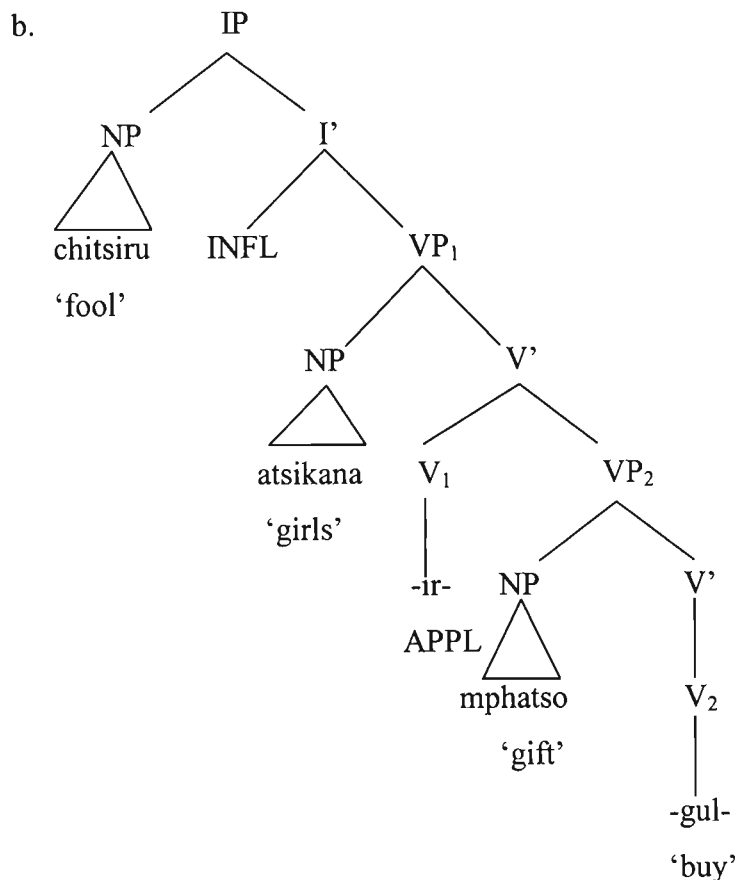 b.
IP
NP I’
chitsiru INFL VP₁
‘fool’
NP V’
atsikana V₁ VP₂
‘girls’
-ir- NP V’
APPL
mphatso V₂
‘gift’
-gul-
‘buy’